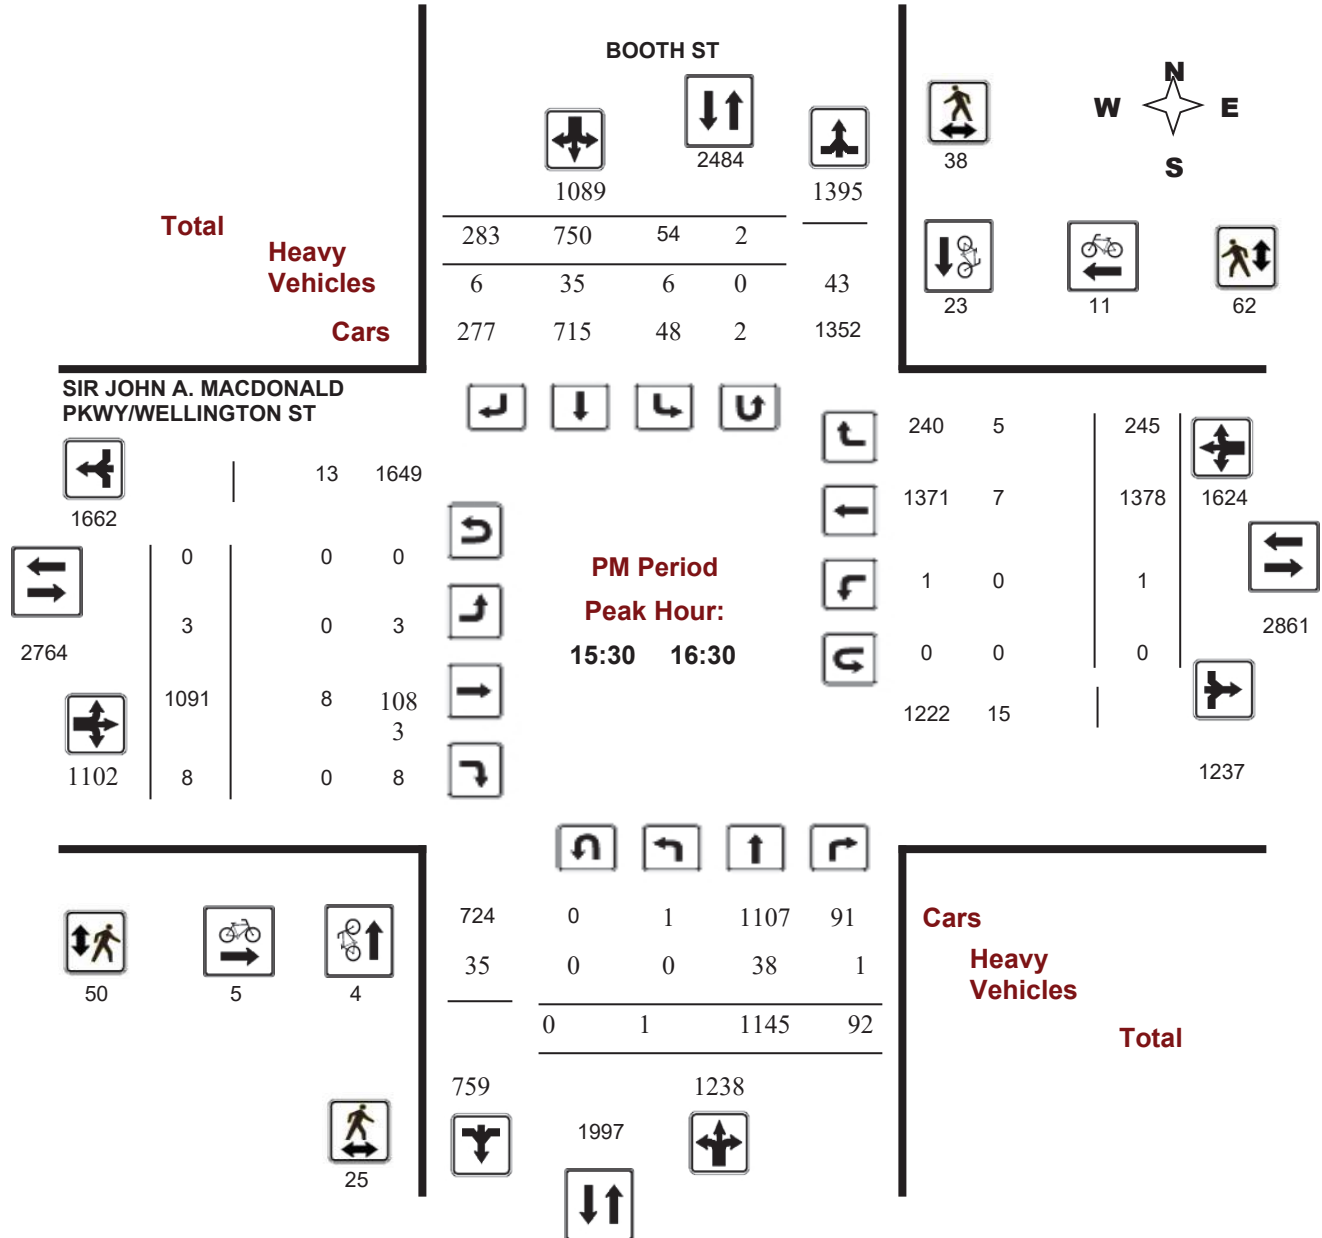 BOOTH ST
N
W E
S
2484
38
1089
1395
Total
283 750 54 2
Heavy
Vehicles
6 35 6 0 43
23 11 62
Cars
277 715 48 2 1352
SIR JOHN A. MACDONALD
PKWY/WELLINGTON ST
240 5 245
13 1649
1662
1371 7 1378 1624
0 0 0
PM Period
1 0 1
Peak Hour:
3 0 3
2861
2764
15:30 16:30
0 0 0
1091 8 108
3
1222 15
1102
8 0 8
1237
724 0 1 1107 91
Cars
35 0 0 38 1
Heavy
Vehicles
50 5 4
0 1 1145 92
Total
759 1238
1997
25